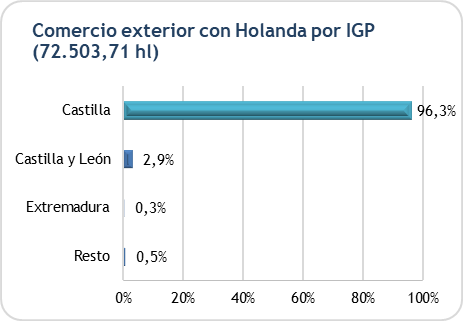 Comercio exterior con Holanda por IGP
(72.503,71 hl)
Castilla 96,3%
Castilla y León 2,9%
Extremadura 0,3%
Resto 0,5%
0% 20% 40% 60% 80% 100%